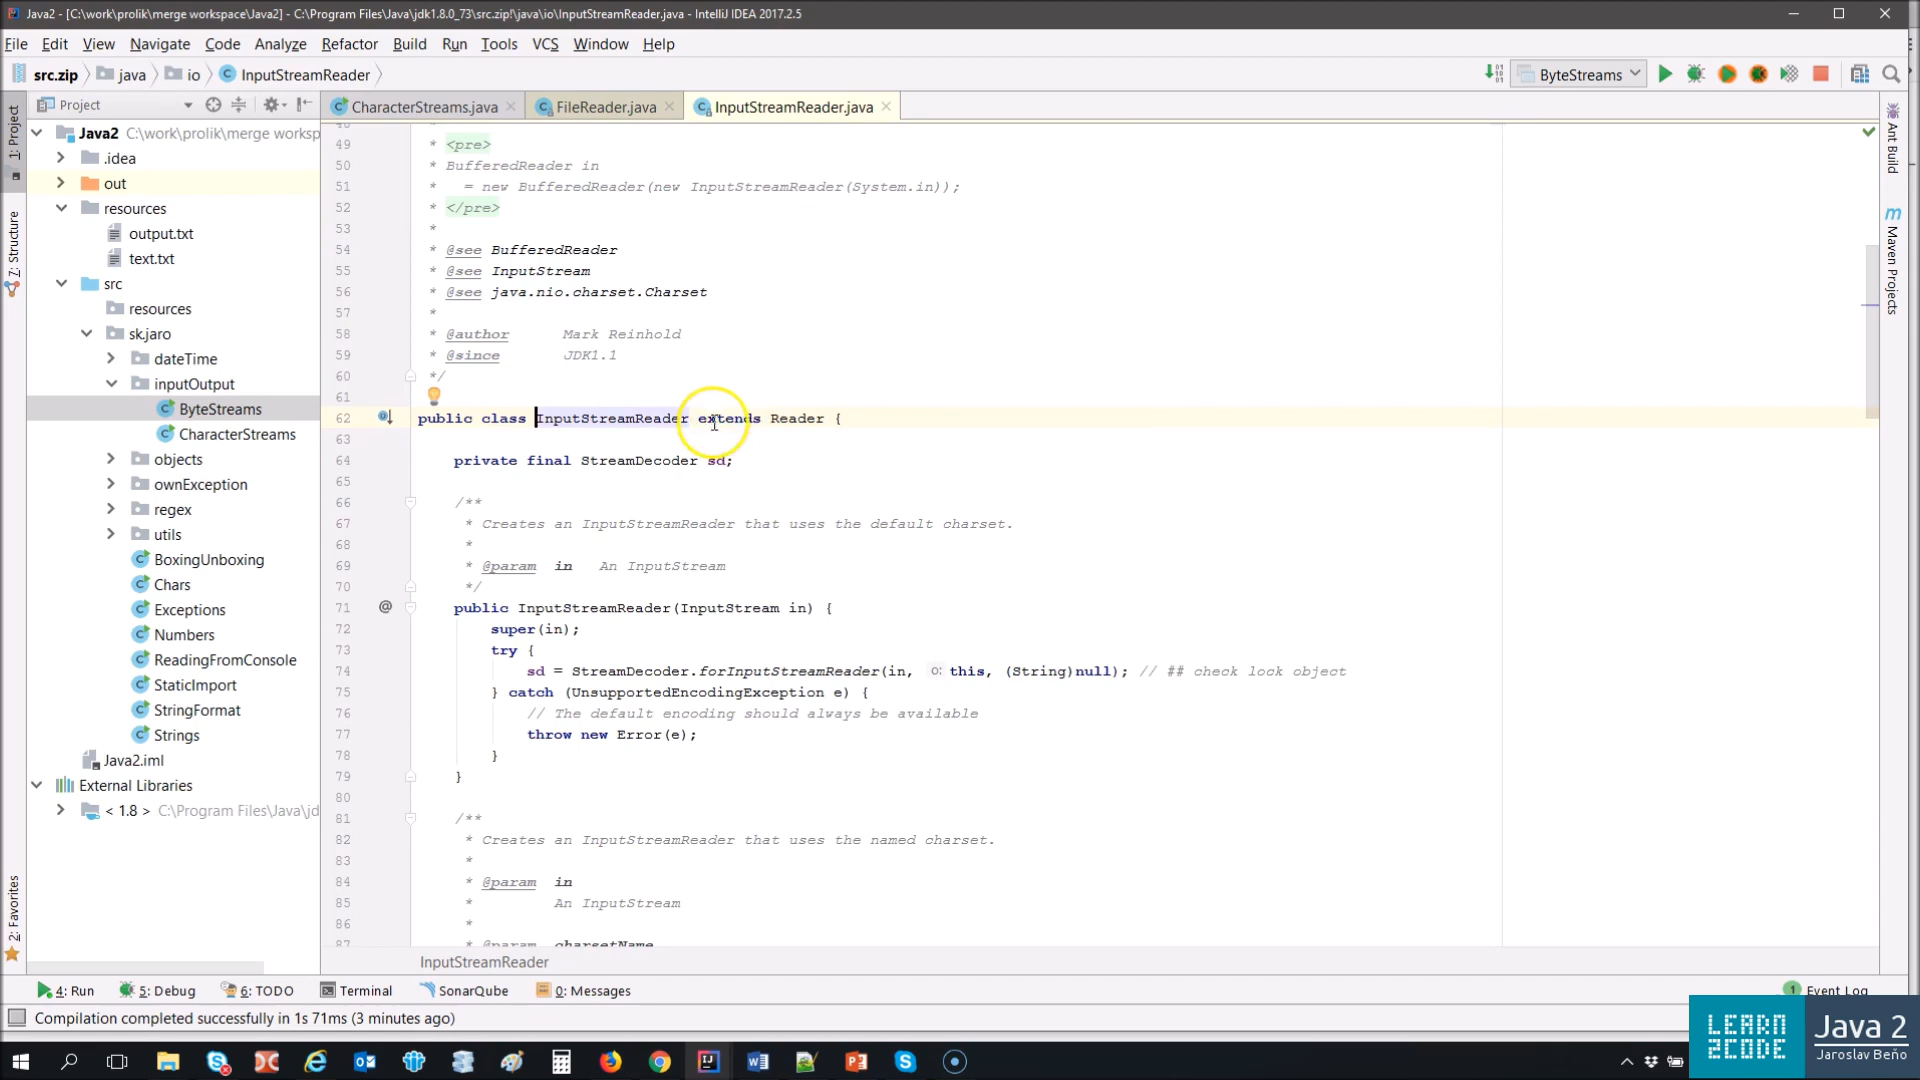 Java2 - [C:\work\prolik\merge workspace\Java2] - C:\Program Files\Java\jdk1.8.0_73\src.zip!\java\io\InputStreamReader.java - IntelliJ IDEA 2017.2.5
File Edit View Navigate Code Analyze Refactor Build Run Tools VCS Window Help
src.zip java io InputStreamReader ByteStreams
Project CharacterStreams.java FileReader.java InputStreamReader.java
1: Project
7: Structure
2: Favorites
Java2 C:\work\prolik\merge worksp
.idea
out
resources
output.txt
text.txt
src
resources
sk.jaro
dateTime
inputOutput
ByteStreams
CharacterStreams
objects
ownException
regex
utils
BoxingUnboxing
Chars
Exceptions
Numbers
ReadingFromConsole
StaticImport
StringFormat
Strings
Java2.iml
External Libraries
< 1.8 > C:\Program Files\Java\jd
49 * <pre>
50 * BufferedReader in
51 *   = new BufferedReader(new InputStreamReader(System.in));
52 * </pre>
53 *
54 * @see BufferedReader
55 * @see InputStream
56 * @see java.nio.charset.Charset
57 *
58 * @author      Mark Reinhold
59 * @since       JDK1.1
60 */
61
62 public class InputStreamReader extends Reader {
63
64     private final StreamDecoder sd;
65
66     /**
67      * Creates an InputStreamReader that uses the default charset.
68      *
69      * @param  in   An InputStream
70      */
71     public InputStreamReader(InputStream in) {
72         super(in);
73         try {
74             sd = StreamDecoder.forInputStreamReader(in, o: this, (String)null); // ## check look object
75         } catch (UnsupportedEncodingException e) {
76             // The default encoding should always be available
77             throw new Error(e);
78         }
79     }
80
81     /**
82      * Creates an InputStreamReader that uses the named charset.
83      *
84      * @param  in
85      *         An InputStream
86      *
87      * @param  charsetName
InputStreamReader
Ant Build
m Maven Projects
4: Run 5: Debug 6: TODO Terminal SonarQube 0: Messages 1 Event Log
Compilation completed successfully in 1s 71ms (3 minutes ago)
LEARN
2CODE
Java 2
Jaroslav Beňo